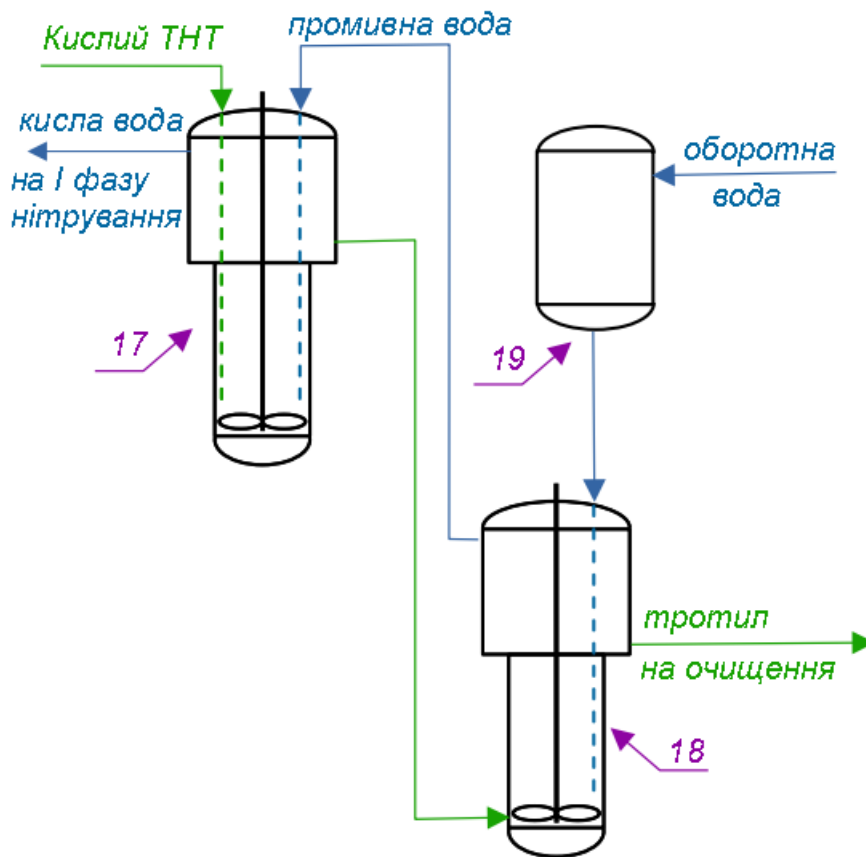 Кислий ТНТ
промивна вода
кисла вода
на І фазу
нітрування
оборотна
вода
17
19
тротил
на очищення
18